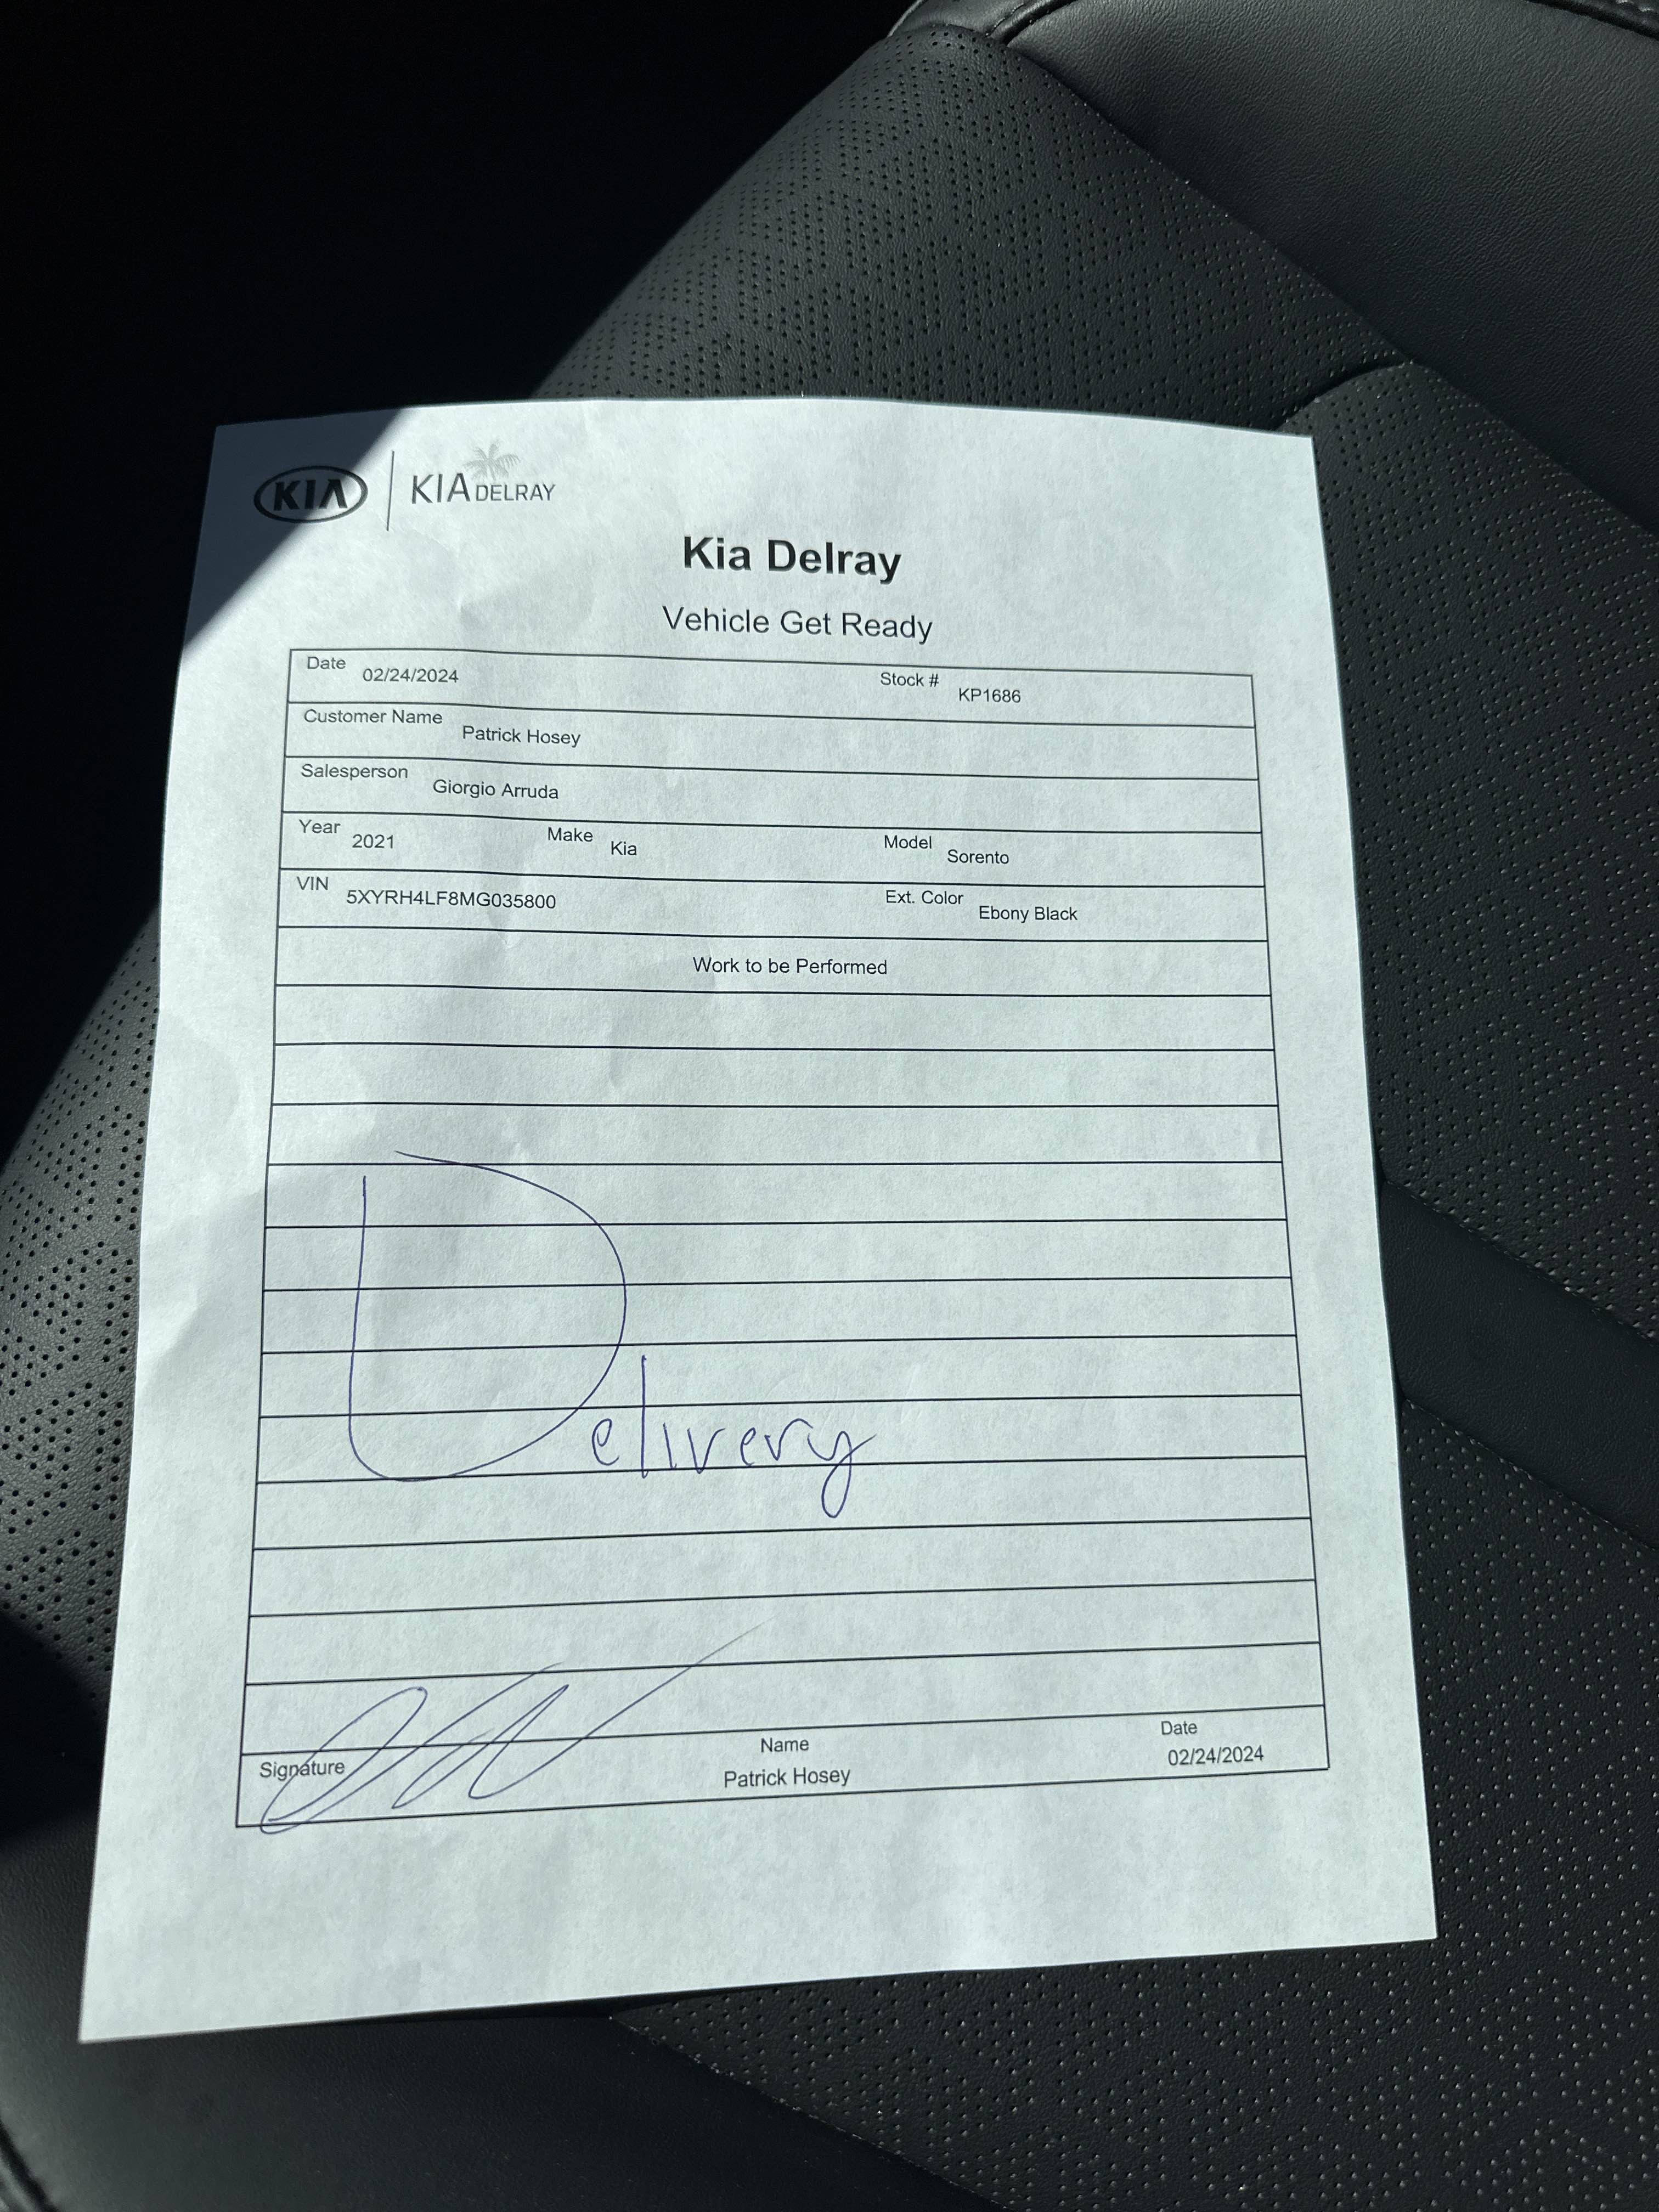 KIA KIA DELRAY
Kia Delray
Vehicle Get Ready
Date 02/24/2024 Stock # KP1686
Customer Name Patrick Hosey
Salesperson Giorgio Arruda
Year 2021 Make Kia Model Sorento
VIN 5XYRH4LF8MG035800 Ext. Color Ebony Black
Work to be Performed
Delivery
Signature Name Date
Patrick Hosey 02/24/2024